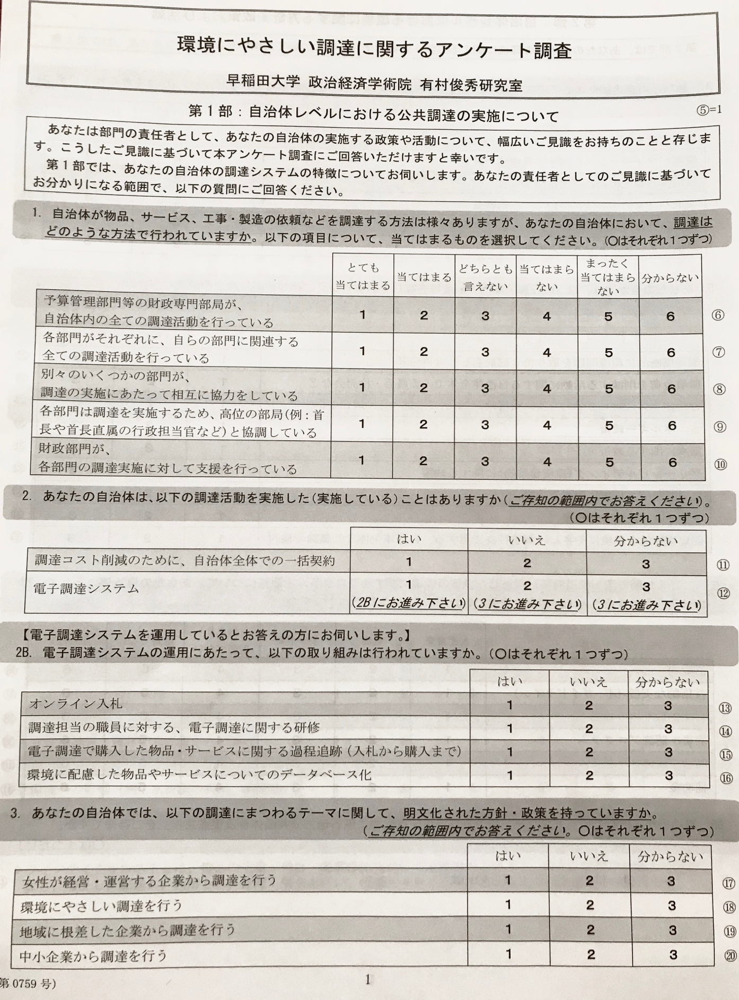 環境にやさしい調達に関するアンケート調査
早稲田大学 政治経済学術院 有村俊秀研究室
第1部：自治体レベルにおける公共調達の実施について
⑤=1
あなたは部門の責任者として、あなたの自治体の実施する政策や活動について、幅広いご見識をお持ちのことと存じま
す。こうしたご見識に基づいて本アンケート調査にご回答いただけますと幸いです。
第1部では、あなたの自治体の調達システムの特徴についてお伺いします。あなたの責任者としてのご見識に基づいて
お分かりになる範囲で、以下の質問にご回答ください。
1. 自治体が物品、サービス、工事・製造の依頼などを調達する方法は様々ありますが、あなたの自治体において、調達は
どのような方法で行われていますか。以下の項目について、当てはまるものを選択してください。（〇はそれぞれ１つずつ）
とても
当てはまる
当てはまる
どちらとも
言えない
当てはまら
ない
まったく
当てはまら
ない
分からない
予算管理部門等の財政専門部局が、
自治体内の全ての調達活動を行っている
1 2 3 4 5 6 ⑥
各部門がそれぞれに、自らの部門に関連する
全ての調達活動を行っている
1 2 3 4 5 6 ⑦
別々のいくつかの部門が、
調達の実施にあたって相互に協力をしている
1 2 3 4 5 6 ⑧
各部門は調達を実施するため、高位の部局（例：首
長や首長直属の行政担当官など）と協調している
1 2 3 4 5 6 ⑨
財政部門が、
各部門の調達実施に対して支援を行っている
1 2 3 4 5 6 ⑩
2. あなたの自治体は、以下の調達活動を実施した（実施している）ことはありますか（ご存知の範囲内でお答えください）。
（〇はそれぞれ１つずつ）
はい いいえ 分からない
調達コスト削減のために、自治体全体での一括契約 1 2 3 ⑪
電子調達システム
1 2 3 ⑫
（2Bにお進み下さい） （3にお進み下さい） （3にお進み下さい）
【電子調達システムを運用しているとお答えの方にお伺いします。】
2B. 電子調達システムの運用にあたって、以下の取り組みは行われていますか。（〇はそれぞれ１つずつ）
はい いいえ 分からない
オンライン入札 1 2 3 ⑬
調達担当の職員に対する、電子調達に関する研修 1 2 3 ⑭
電子調達で購入した物品・サービスに関する過程追跡（入札から購入まで） 1 2 3 ⑮
環境に配慮した物品やサービスについてのデータベース化 1 2 3 ⑯
3. あなたの自治体では、以下の調達にまつわるテーマに関して、明文化された方針・政策を持っていますか。
（ご存知の範囲内でお答えください。〇はそれぞれ１つずつ）
はい いいえ 分からない
女性が経営・運営する企業から調達を行う 1 2 3 ⑰
環境にやさしい調達を行う 1 2 3 ⑱
地域に根差した企業から調達を行う 1 2 3 ⑲
中小企業から調達を行う 1 2 3 ⑳
第 0759 号）
1